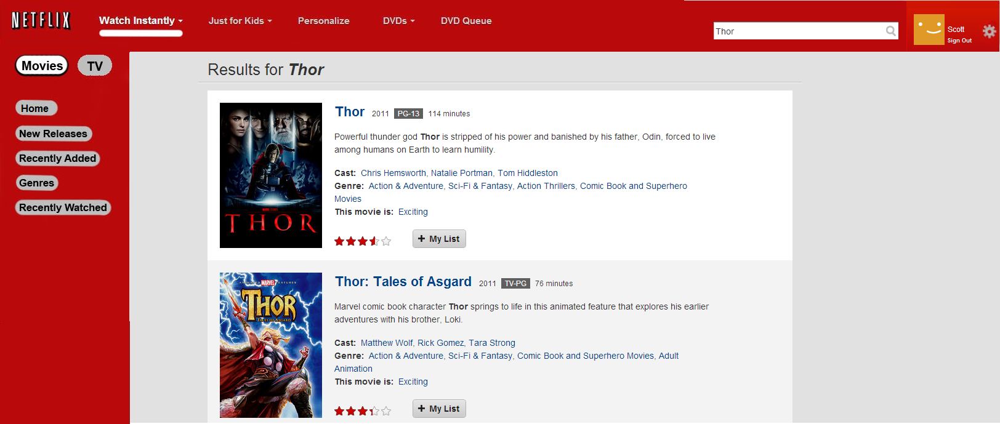 NETFLIX
Watch Instantly
Just for Kids
Personalize
DVDs
DVD Queue
Thor
Scott
Sign Out
Movies
TV
Home
New Releases
Recently Added
Genres
Recently Watched
Results for Thor
THOR
Thor 2011 PG-13 114 minutes
Powerful thunder god Thor is stripped of his power and banished by his father, Odin, forced to live
among humans on Earth to learn humility.
Cast: Chris Hemsworth, Natalie Portman, Tom Hiddleston
Genre: Action & Adventure, Sci-Fi & Fantasy, Action Thrillers, Comic Book and Superhero
Movies
This movie is: Exciting
+ My List
MARVEL FEATURES
THOR
TALES OF ASGARD
Thor: Tales of Asgard 2011 TV-PG 76 minutes
Marvel comic book character Thor springs to life in this animated feature that explores his earlier
adventures with his brother, Loki.
Cast: Matthew Wolf, Rick Gomez, Tara Strong
Genre: Action & Adventure, Sci-Fi & Fantasy, Comic Book and Superhero Movies, Adult
Animation
This movie is: Exciting
+ My List